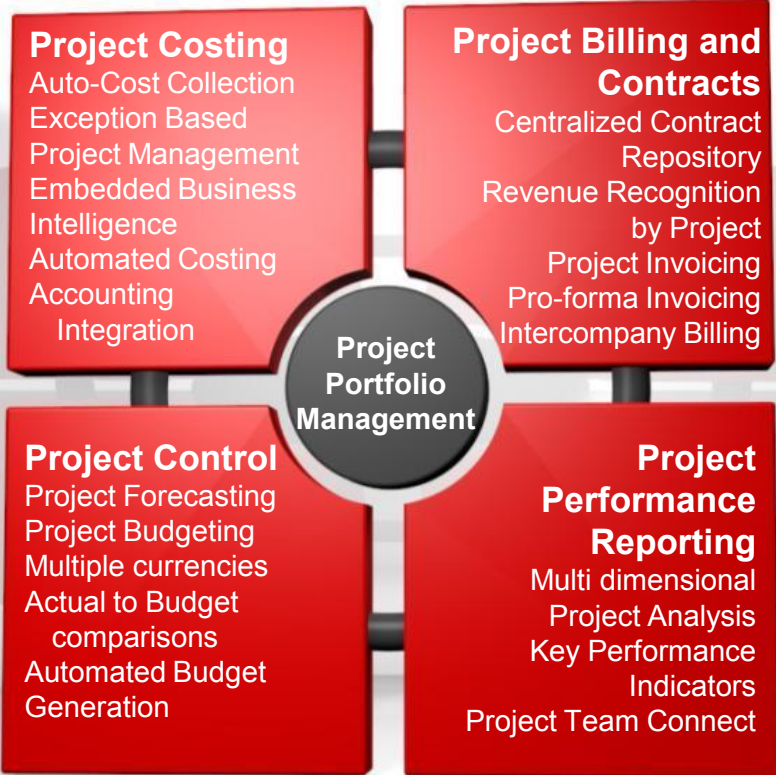 Project Costing
Auto-Cost Collection
Exception Based
Project Management
Embedded Business
Intelligence
Automated Costing
Accounting
Integration
Project Billing and
Contracts
Centralized Contract
Repository
Revenue Recognition
by Project
Project Invoicing
Pro-forma Invoicing
Intercompany Billing
Project
Portfolio
Management
Project Control
Project Forecasting
Project Budgeting
Multiple currencies
Actual to Budget
comparisons
Automated Budget
Generation
Project
Performance
Reporting
Multi dimensional
Project Analysis
Key Performance
Indicators
Project Team Connect